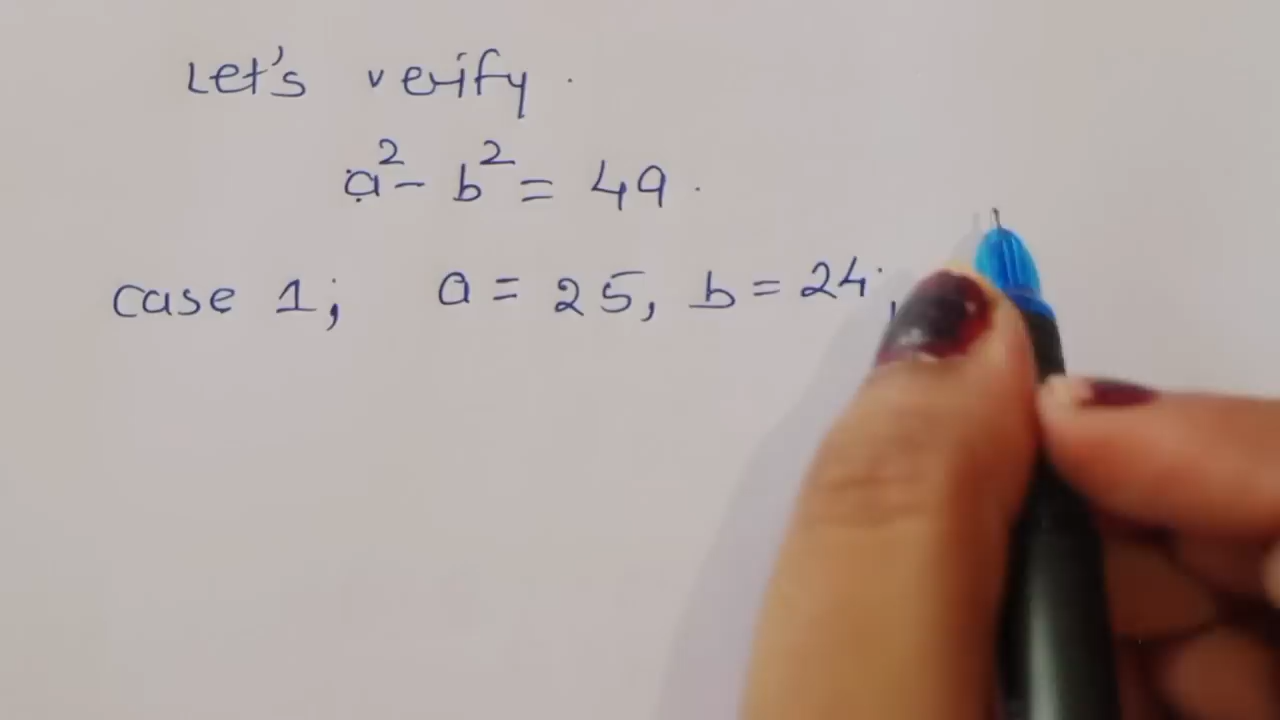 Let's verify.
a² - b² = 49.
case 1; a = 25, b = 24;